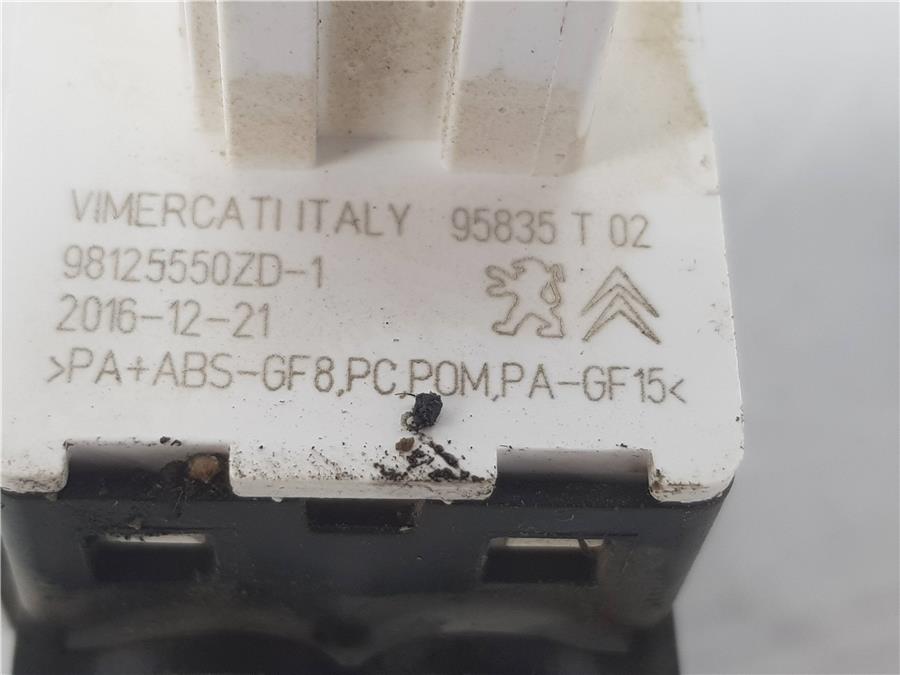 VIMERCATI ITALY 95835 T 02
98125550ZD-1
2016-12-21
>PA+ABS-GF8,PC,POM,PA-GF15<